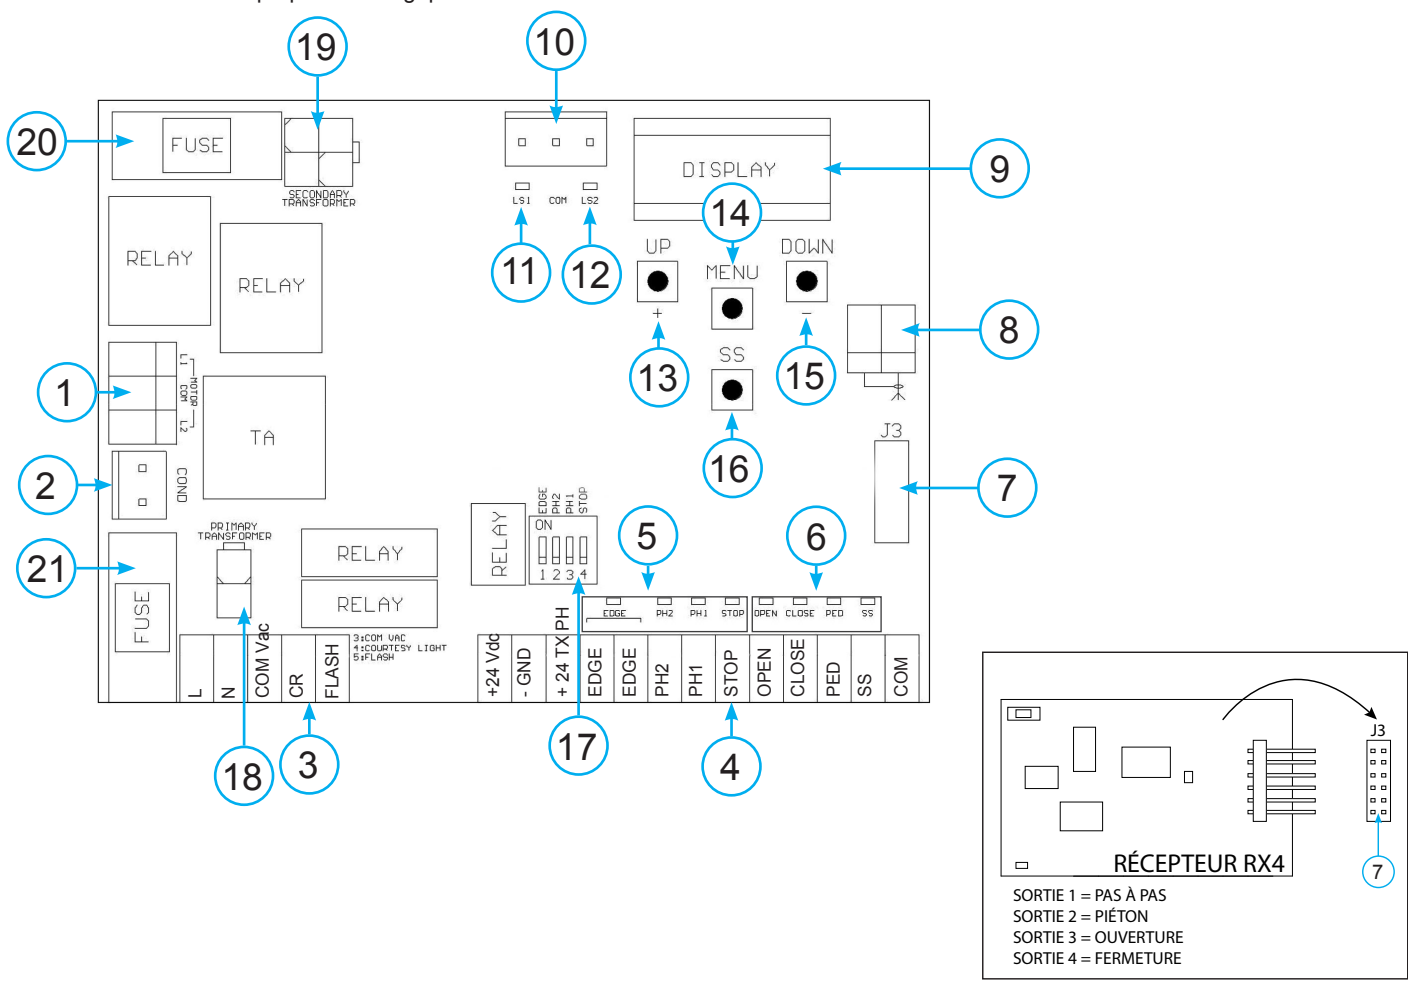 19
10
20
FUSE
SECONDARY
TRANSFORMER
LS1 COM LS2
DISPLAY
9
14
11
12
UP
DOWN
MENU
+
-
13
15
SS
16
8
RELAY
RELAY
1
L1
MOTOR
COM
L2
TA
2
COND
J3
7
PRIMARY
TRANSFORMER
21
FUSE
RELAY
RELAY
RELAY
EDGE
PH2
PH1
STOP
ON
1 2 3 4
5
6
EDGE PH2 PH1 STOP OPEN CLOSE PED SS
3:COM VAC
4:COURTESY LIGHT
5:FLASH
L
N
COM Vac
CR
FLASH
+24 Vdc
- GND
+ 24 TX PH
EDGE
EDGE
PH2
PH1
STOP
OPEN
CLOSE
PED
SS
COM
18
3
17
4
J3
7
RÉCEPTEUR RX4
SORTIE 1 = PAS À PAS
SORTIE 2 = PIÉTON
SORTIE 3 = OUVERTURE
SORTIE 4 = FERMETURE